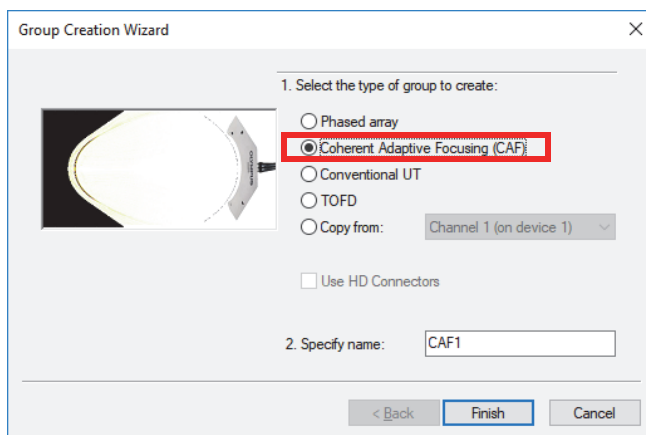 Group Creation Wizard
1. Select the type of group to create:
Phased array
Coherent Adaptive Focusing (CAF)
Conventional UT
TOFD
Copy from: Channel 1 (on device 1)
Use HD Connectors
2. Specify name: CAF1
< Back Finish Cancel
OLYMPUS